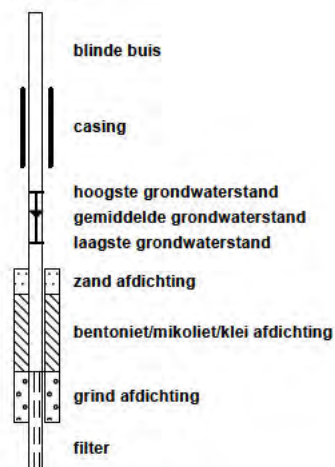 blinde buis
casing
hoogste grondwaterstand
gemiddelde grondwaterstand
laagste grondwaterstand
zand afdichting
bentoniet/mikoliet/klei afdichting
grind afdichting
filter